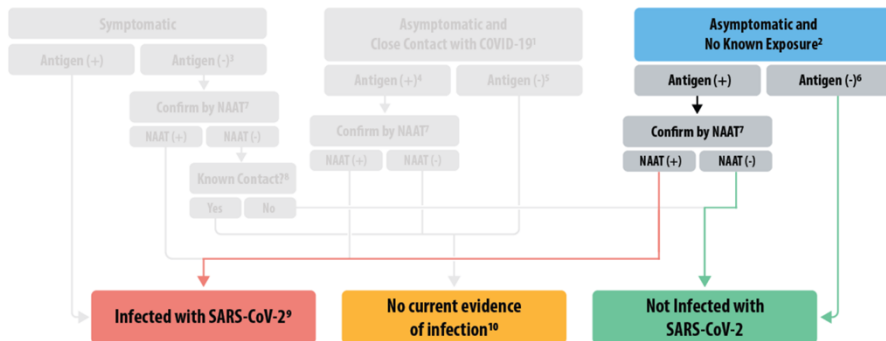 Symptomatic
Antigen (+)
Antigen (-)³
Confirm by NAAT⁷
NAAT (+)
NAAT (-)
Known Contact?⁸
Yes
No
Asymptomatic and
Close Contact with COVID-19¹
Antigen (+)⁴
Antigen (-)⁵
Confirm by NAAT⁷
NAAT (+)
NAAT (-)
Asymptomatic and
No Known Exposure²
Antigen (+)
Antigen (-)⁶
Confirm by NAAT⁷
NAAT (+)
NAAT (-)
Infected with SARS-CoV-2⁹
No current evidence
of infection¹⁰
Not Infected with
SARS-CoV-2